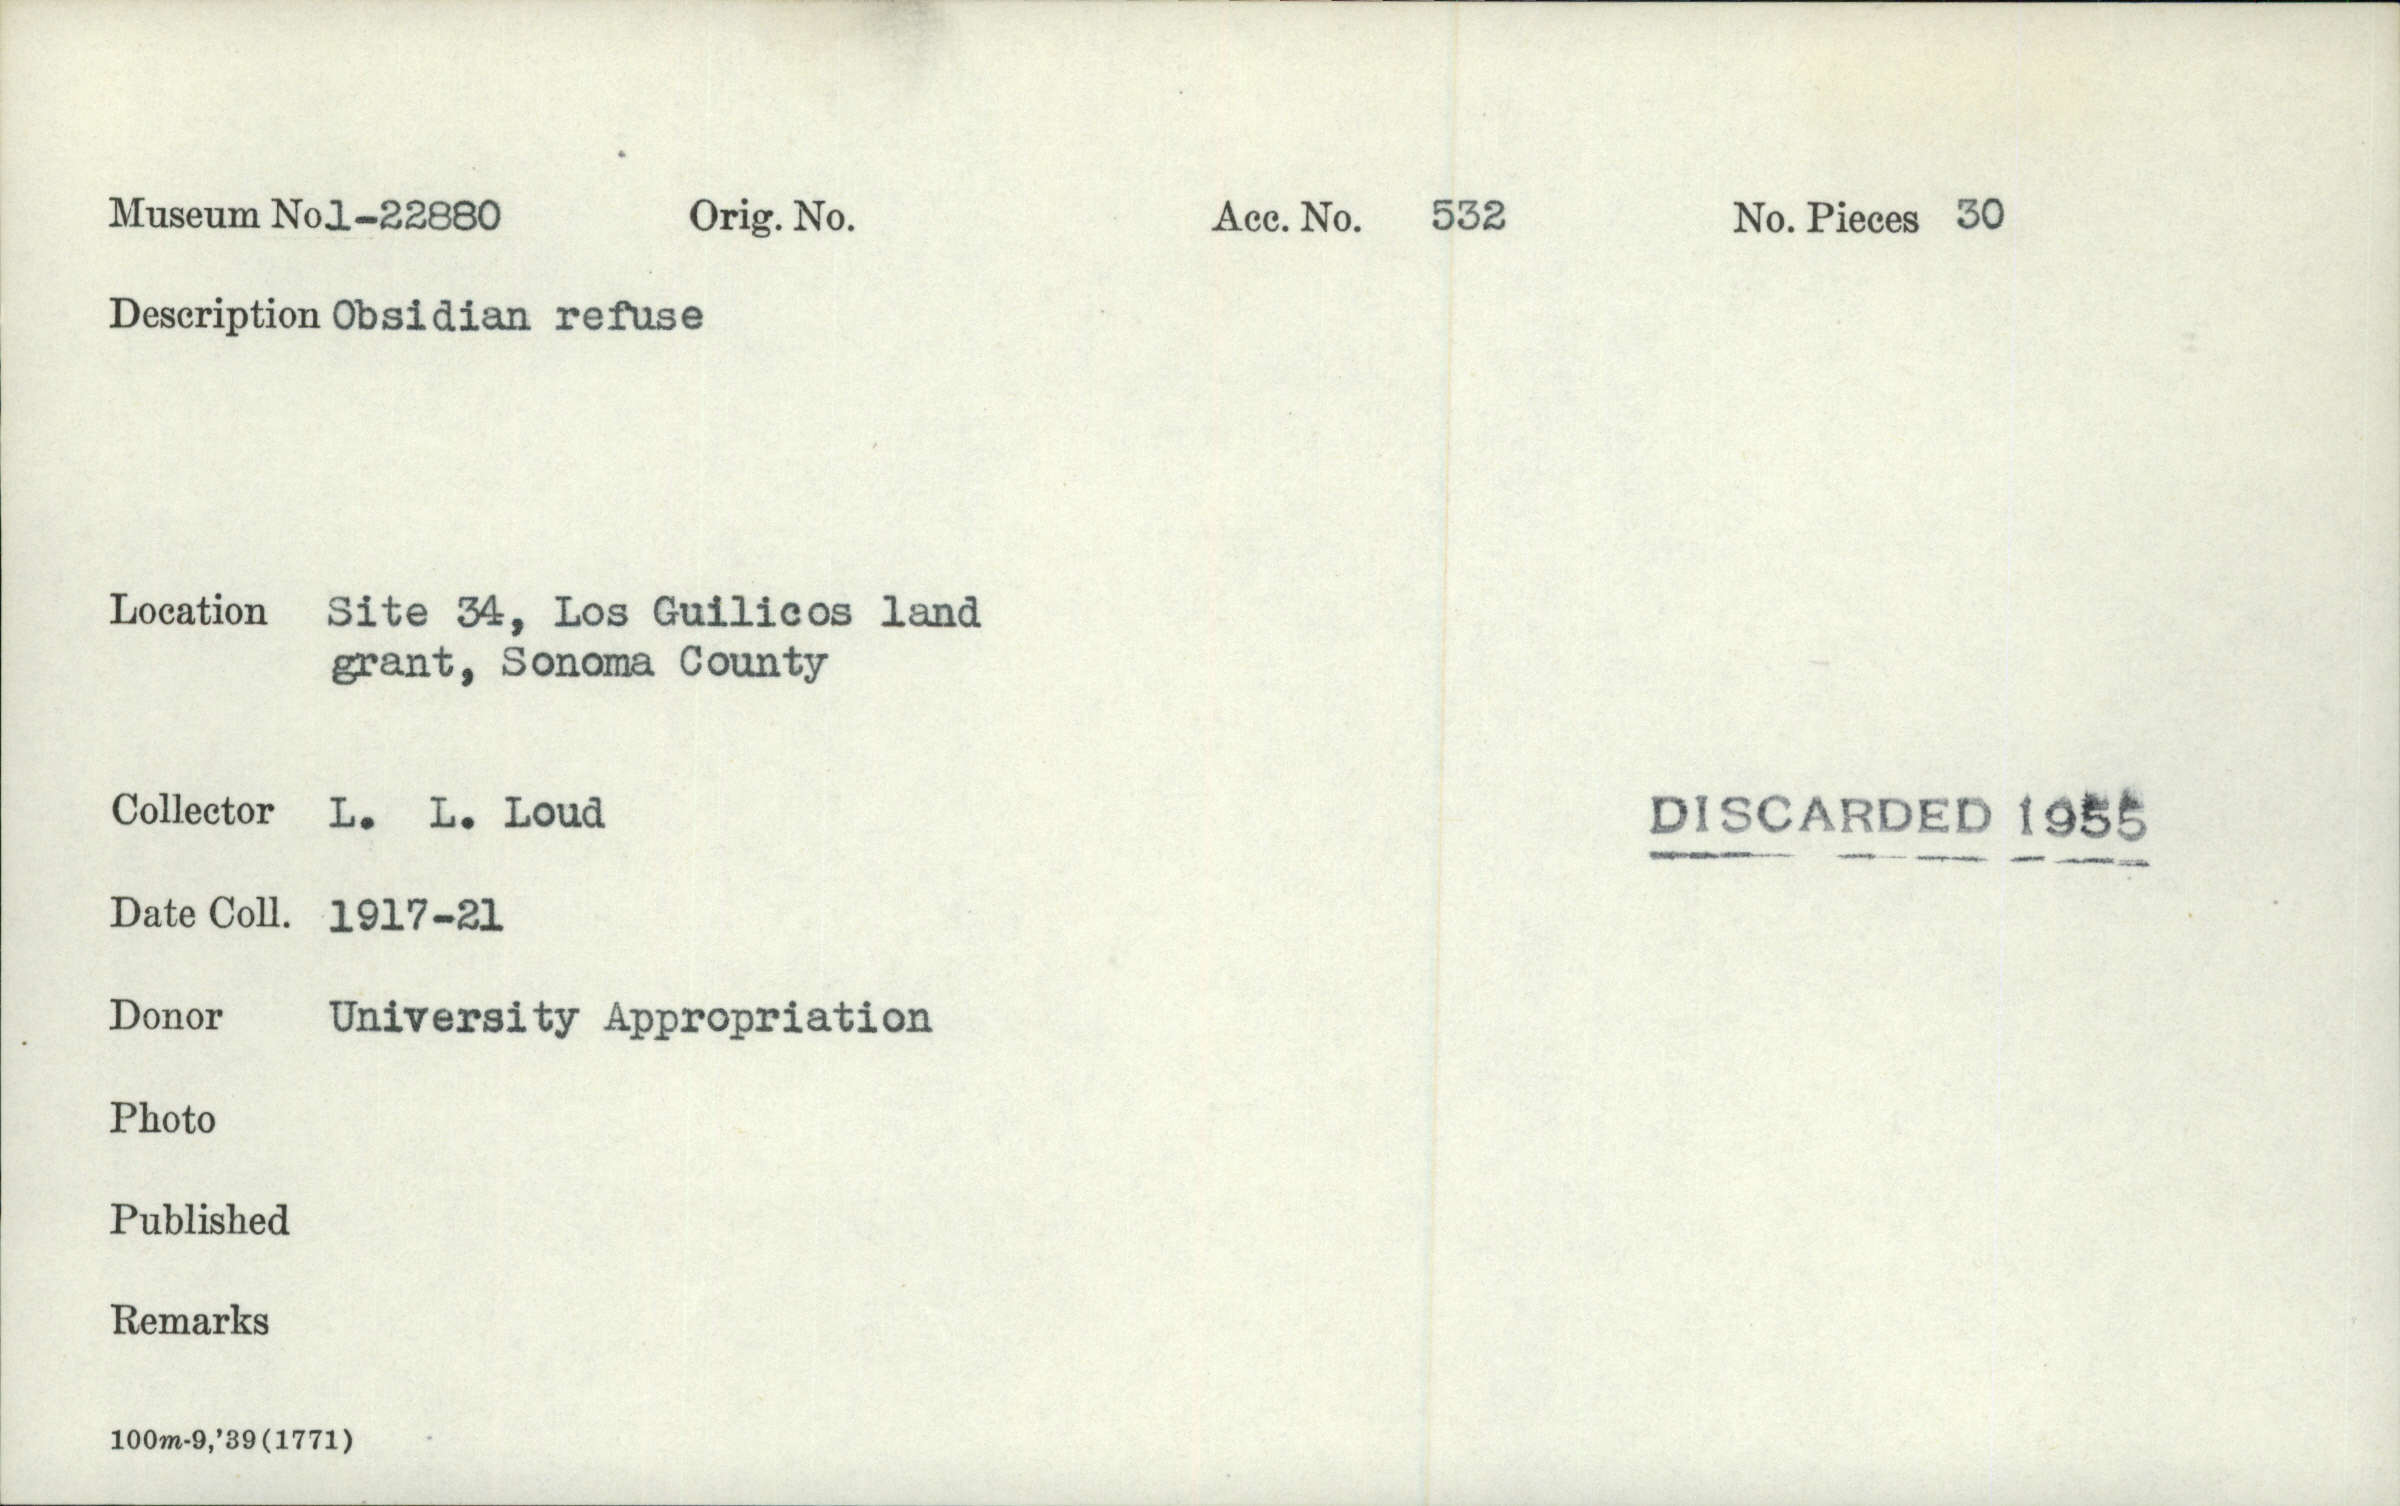 Museum No.1-22880 Orig. No. Acc. No. 532 No. Pieces 30
Description Obsidian refuse
Location Site 34, Los Guilicos land
grant, Sonoma County
Collector L. L. Loud
DISCARDED 1955
Date Coll. 1917-21
Donor University Appropriation
Photo
Published
Remarks
100m-9,'39(1771)